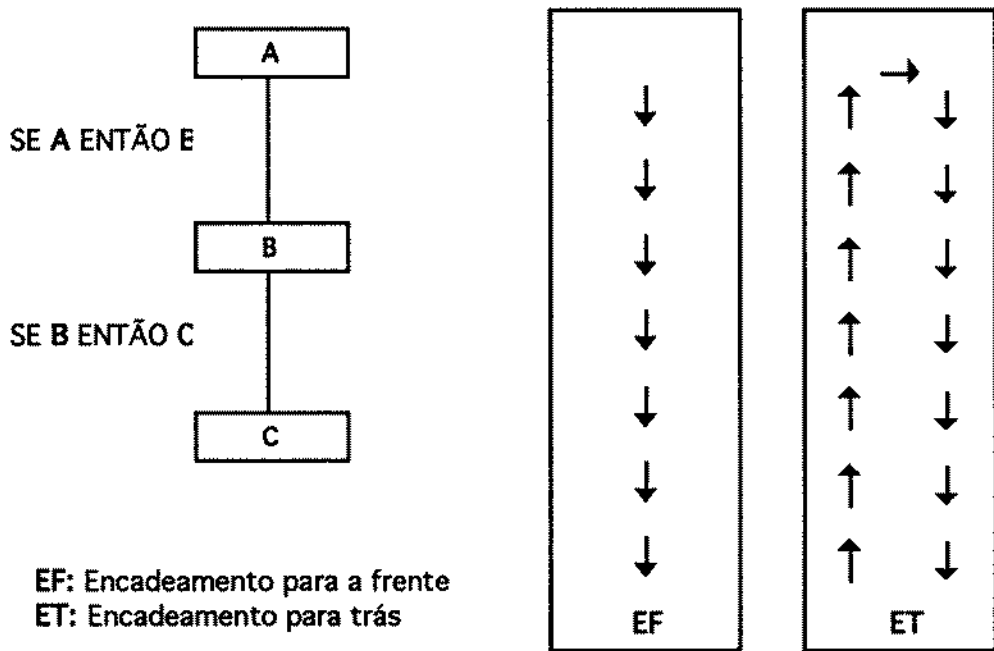 A
SE A ENTÃO E
B
SE B ENTÃO C
C
EF: Encadeamento para a frente
ET: Encadeamento para trás
EF
ET